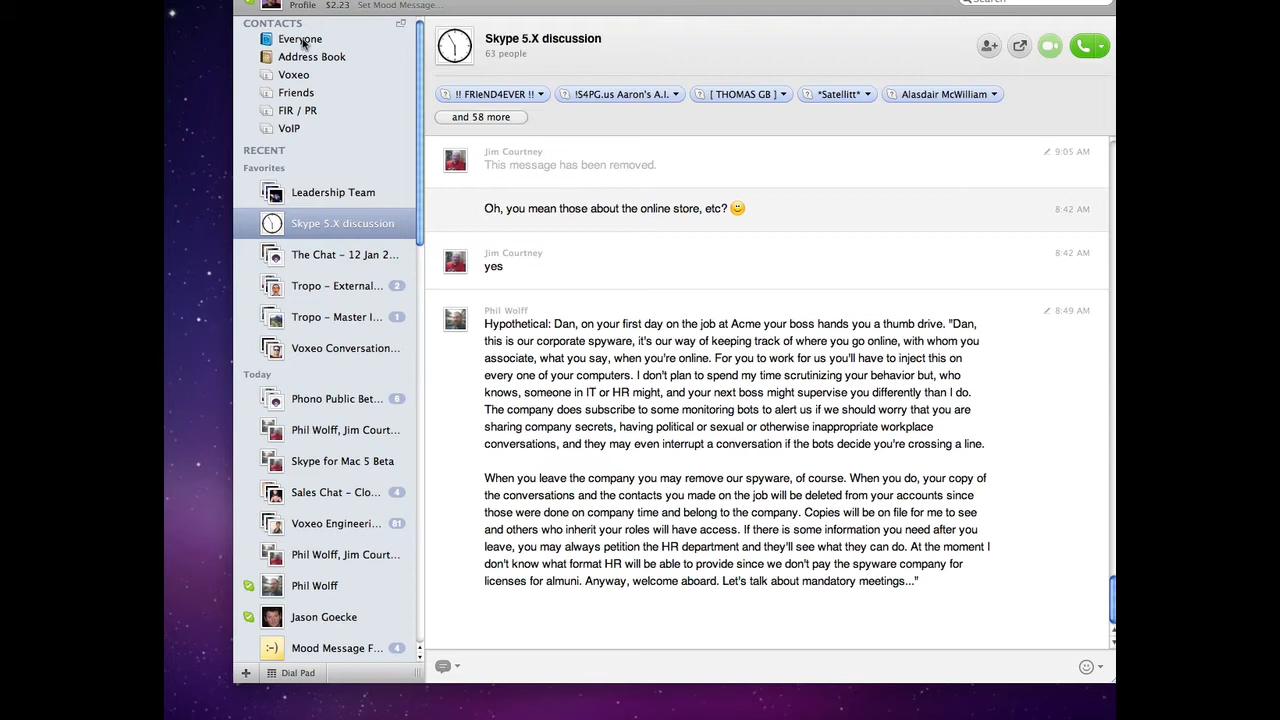 Profile $2.23 Set Mood Message...
Search
CONTACTS
Everyone
Address Book
Voxeo
Friends
FIR / PR
VoIP
RECENT
Favorites
Leadership Team
Skype 5.X discussion
The Chat – 12 Jan 2...
Tropo – External... 2
Tropo – Master I... 1
Voxeo Conversation...
Today
Phono Public Bet... 6
Phil Wolff, Jim Court...
Skype for Mac 5 Beta
Sales Chat – Clo... 4
Voxeo Engineeri... 81
Phil Wolff, Jim Court...
Phil Wolff
Jason Goecke
:-) Mood Message F... 4
Dial Pad
Skype 5.X discussion
63 people
!! FRIeND4EVER !! !S4PG.us Aaron's A.I. [ THOMAS GB ] *Satellitt* Alasdair McWilliam
and 58 more
Jim Courtney 9:05 AM
This message has been removed.
Oh, you mean those about the online store, etc? 8:42 AM
Jim Courtney 8:42 AM
yes
Phil Wolff 8:49 AM
Hypothetical: Dan, on your first day on the job at Acme your boss hands you a thumb drive. "Dan,
this is our corporate spyware, it's our way of keeping track of where you go online, with whom you
associate, what you say, when you're online. For you to work for us you'll have to inject this on
every one of your computers. I don't plan to spend my time scrutinizing your behavior but, who
knows, someone in IT or HR might, and your next boss might supervise you differently than I do.
The company does subscribe to some monitoring bots to alert us if we should worry that you are
sharing company secrets, having political or sexual or otherwise inappropriate workplace
conversations, and they may even interrupt a conversation if the bots decide you're crossing a line.
When you leave the company you may remove our spyware, of course. When you do, your copy of
the conversations and the contacts you made on the job will be deleted from your accounts since
those were done on company time and belong to the company. Copies will be on file for me to see
and others who inherit your roles will have access. If there is some information you need after you
leave, you may always petition the HR department and they'll see what they can do. At the moment I
don't know what format HR will be able to provide since we don't pay the spyware company for
licenses for almuni. Anyway, welcome aboard. Let's talk about mandatory meetings..."